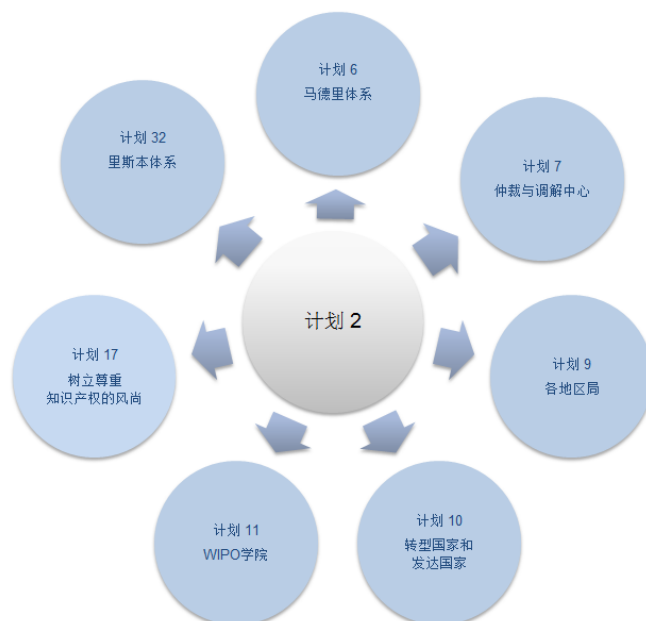 计划 6
马德里体系
计划 32
里斯本体系
计划 7
仲裁与调解中心
计划 2
计划 17
树立尊重
知识产权的风尚
计划 9
各地区局
计划 11
WIPO学院
计划 10
转型国家和
发达国家